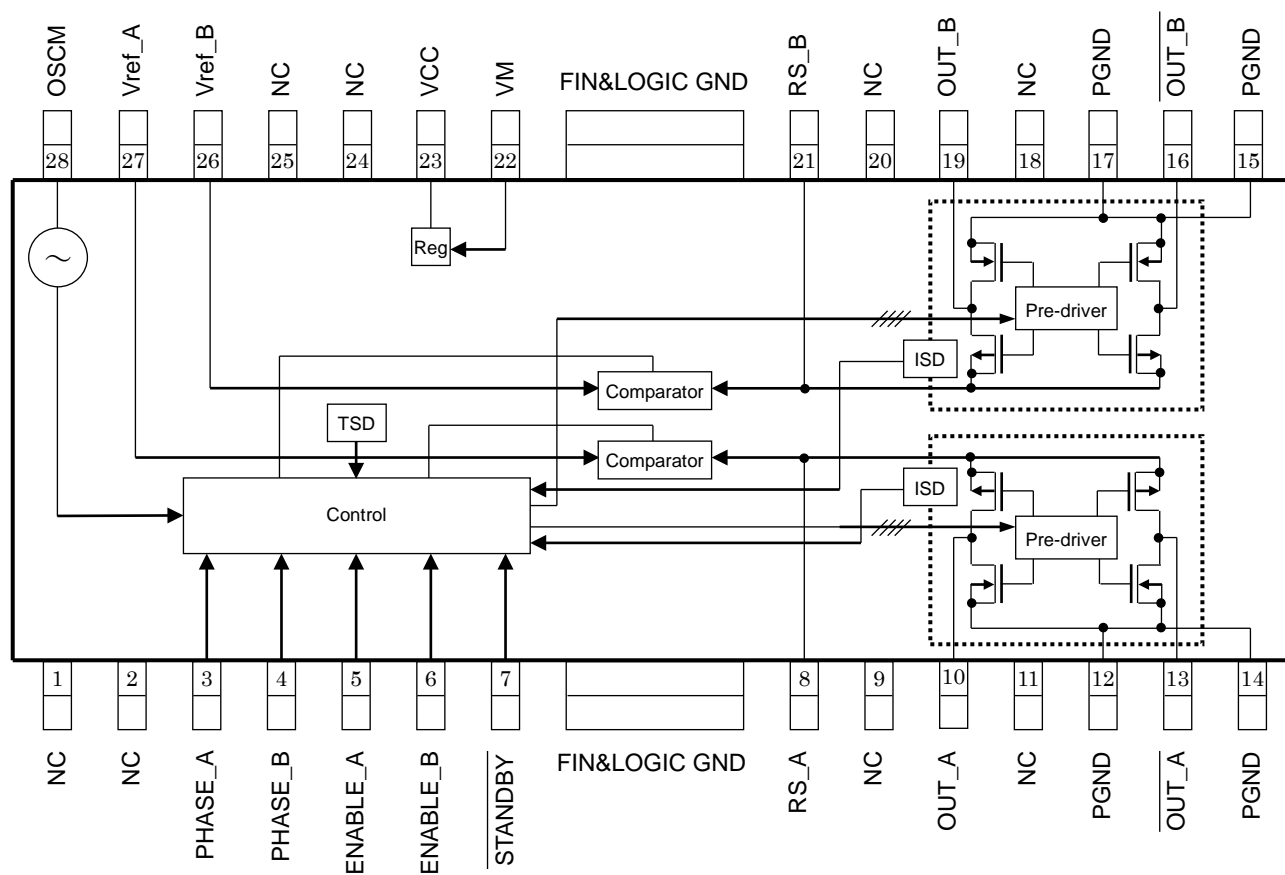 OSCM
Vref_A
Vref_B
NC
NC
VCC
VM
FIN&LOGIC GND
RS_B
NC
OUT_B
NC
PGND
OUT_B
PGND
28
27
26
25
24
23
22
21
20
19
18
17
16
15
~
Reg
Pre-driver
ISD
Comparator
TSD
Comparator
ISD
Control
Pre-driver
1
2
3
4
5
6
7
8
9
10
11
12
13
14
NC
NC
PHASE_A
PHASE_B
ENABLE_A
ENABLE_B
STANDBY
FIN&LOGIC GND
RS_A
NC
OUT_A
NC
PGND
OUT_A
PGND